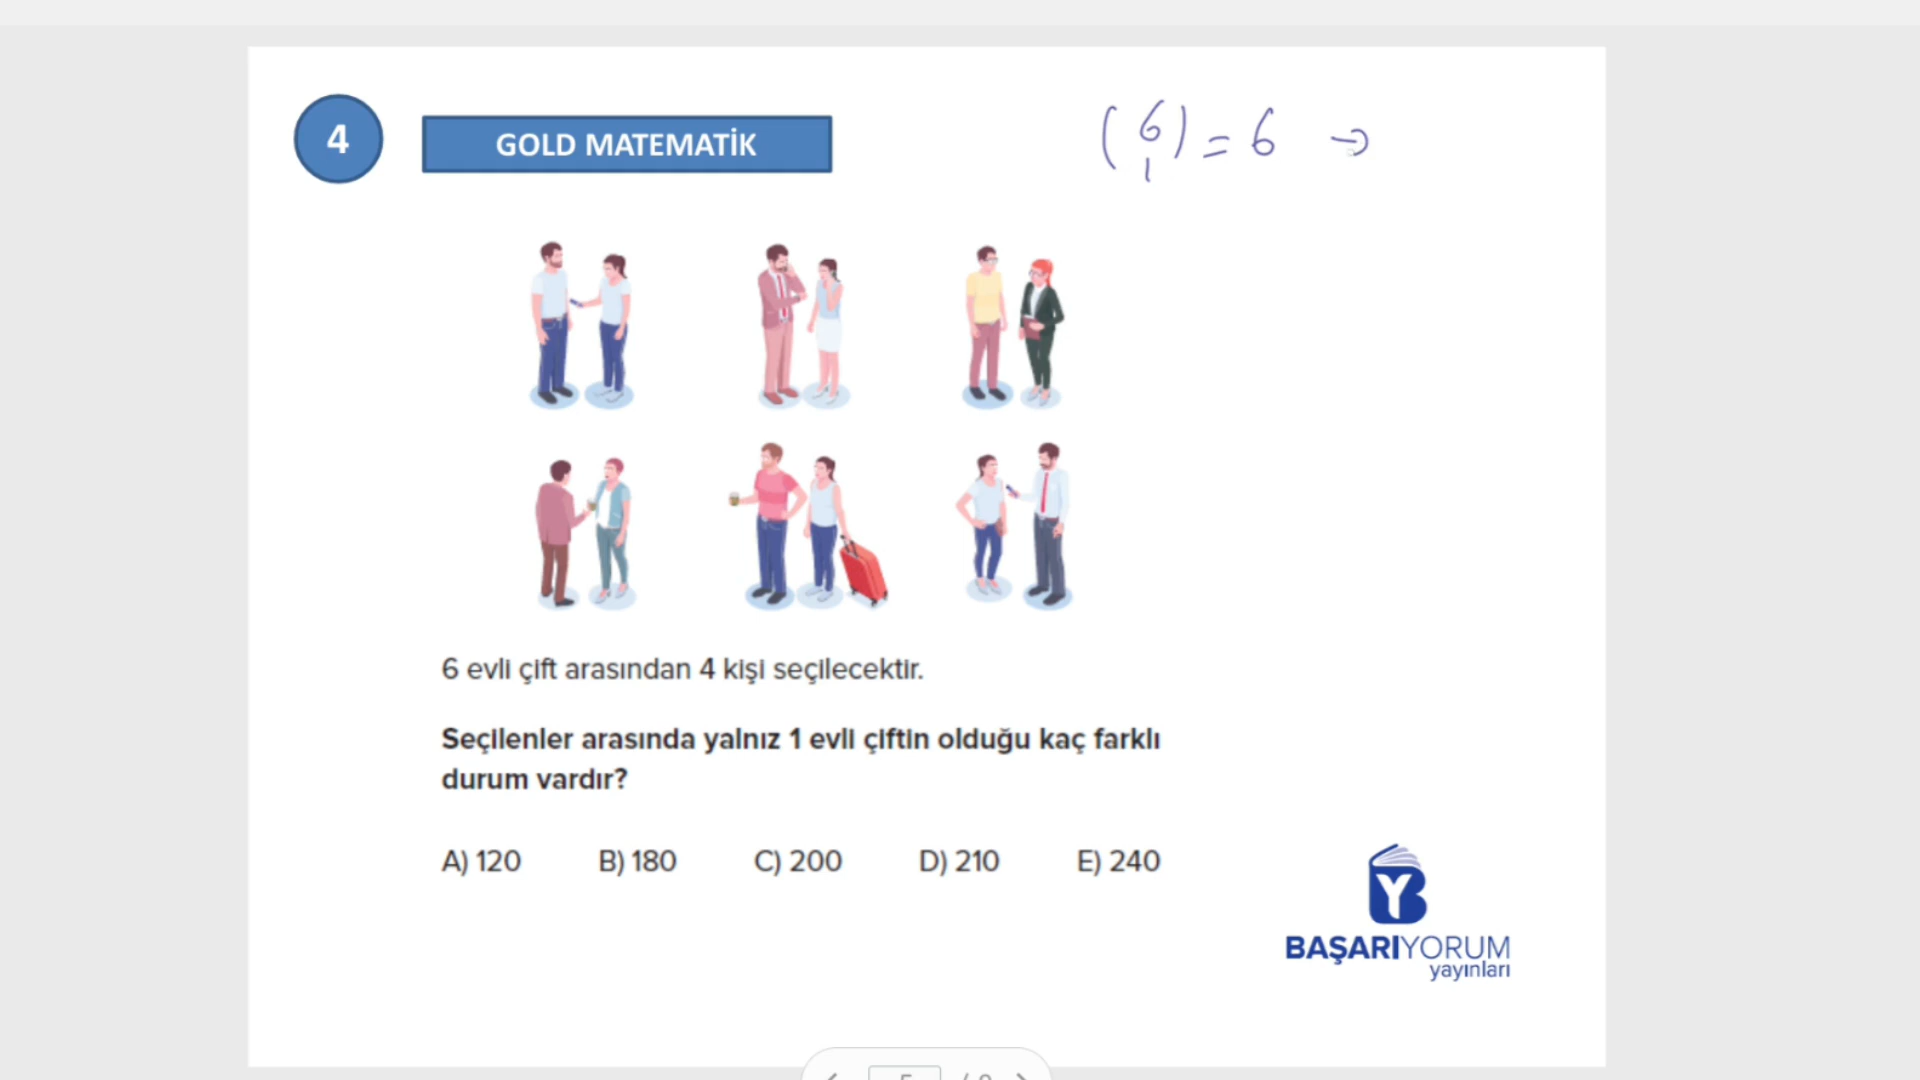 4
GOLD MATEMATİK
(6 1) = 6 →
6 evli çift arasından 4 kişi seçilecektir.
Seçilenler arasında yalnız 1 evli çiftin olduğu kaç farklı
durum vardır?
A) 120 B) 180 C) 200 D) 210 E) 240
BAŞARIYORUM
yayınları